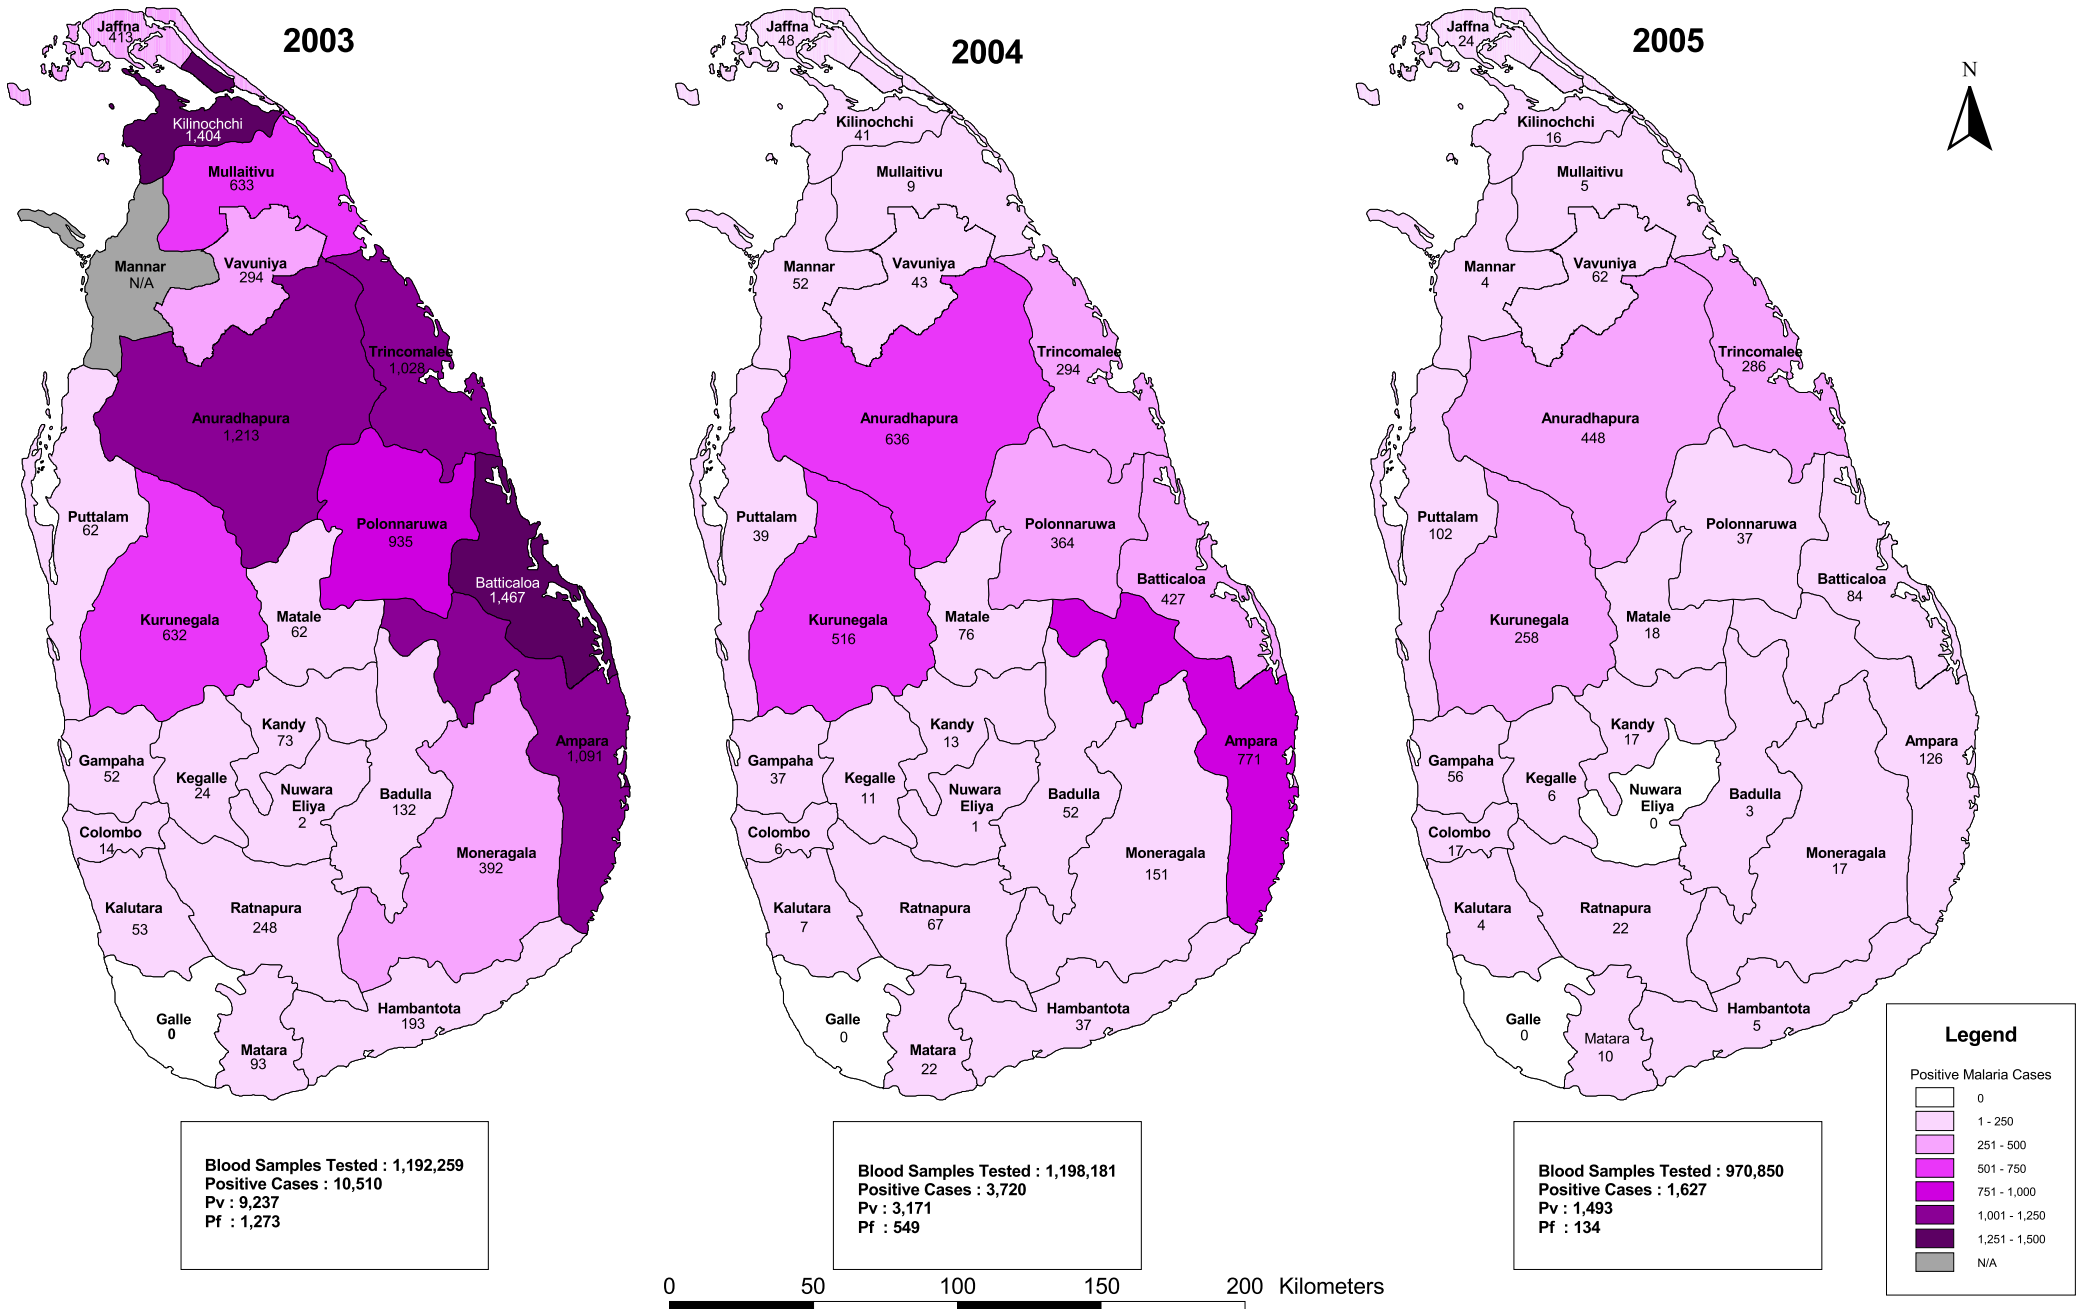 2003
Jaffna
413
Kilinochchi
1,404
Mullaitivu
633
Mannar
N/A
Vavuniya
294
Trincomalee
1,028
Anuradhapura
1,213
Puttalam
62
Polonnaruwa
935
Batticaloa
1,467
Kurunegala
632
Matale
62
Kandy
73
Ampara
1,091
Gampaha
52
Kegalle
24
Nuwara
Eliya
2
Badulla
132
Colombo
14
Moneragala
392
Kalutara
53
Ratnapura
248
Galle
0
Hambantota
193
Matara
93
Blood Samples Tested : 1,192,259
Positive Cases : 10,510
Pv : 9,237
Pf : 1,273
2004
Jaffna
48
Kilinochchi
41
Mullaitivu
9
Mannar
52
Vavuniya
43
Trincomalee
294
Anuradhapura
636
Puttalam
39
Polonnaruwa
364
Batticaloa
427
Kurunegala
516
Matale
76
Kandy
13
Ampara
771
Gampaha
37
Kegalle
11
Nuwara
Eliya
1
Badulla
52
Colombo
6
Moneragala
151
Kalutara
7
Ratnapura
67
Galle
0
Hambantota
37
Matara
22
Blood Samples Tested : 1,198,181
Positive Cases : 3,720
Pv : 3,171
Pf : 549
2005
Jaffna
24
Kilinochchi
16
Mullaitivu
5
Mannar
4
Vavuniya
62
Trincomalee
286
Anuradhapura
448
Puttalam
102
Polonnaruwa
37
Batticaloa
84
Kurunegala
258
Matale
18
Kandy
17
Ampara
126
Gampaha
56
Kegalle
6
Nuwara
Eliya
0
Badulla
3
Colombo
17
Moneragala
17
Kalutara
4
Ratnapura
22
Galle
0
Hambantota
5
Matara
10
Blood Samples Tested : 970,850
Positive Cases : 1,627
Pv : 1,493
Pf : 134
N
Legend
Positive Malaria Cases
0
1 - 250
251 - 500
501 - 750
751 - 1,000
1,001 - 1,250
1,251 - 1,500
N/A
0 50 100 150 200 Kilometers